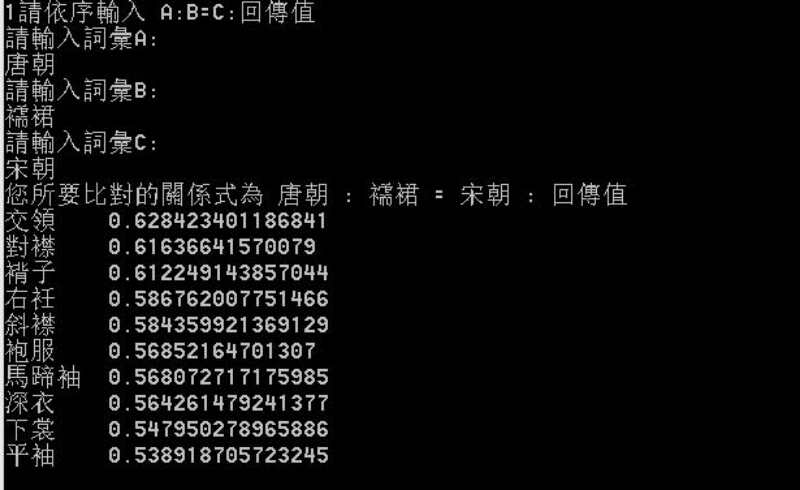 1請依序輸入 A:B=C:回傳值
請輸入詞彙A:
唐朝
請輸入詞彙B:
襦裙
請輸入詞彙C:
宋朝
您所要比對的關係式為 唐朝 : 襦裙 = 宋朝 : 回傳值
交領 0.628423401186841
對襟 0.61636641570079
褙子 0.612249143857044
右衽 0.586762007751466
斜襟 0.584359921369129
袍服 0.56852164701307
馬蹄袖 0.568072717175985
深衣 0.564261479241377
下裳 0.547950278965886
平袖 0.538918705723245